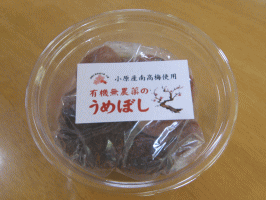 小原産南高梅使用
有機無農薬の
うめぼし